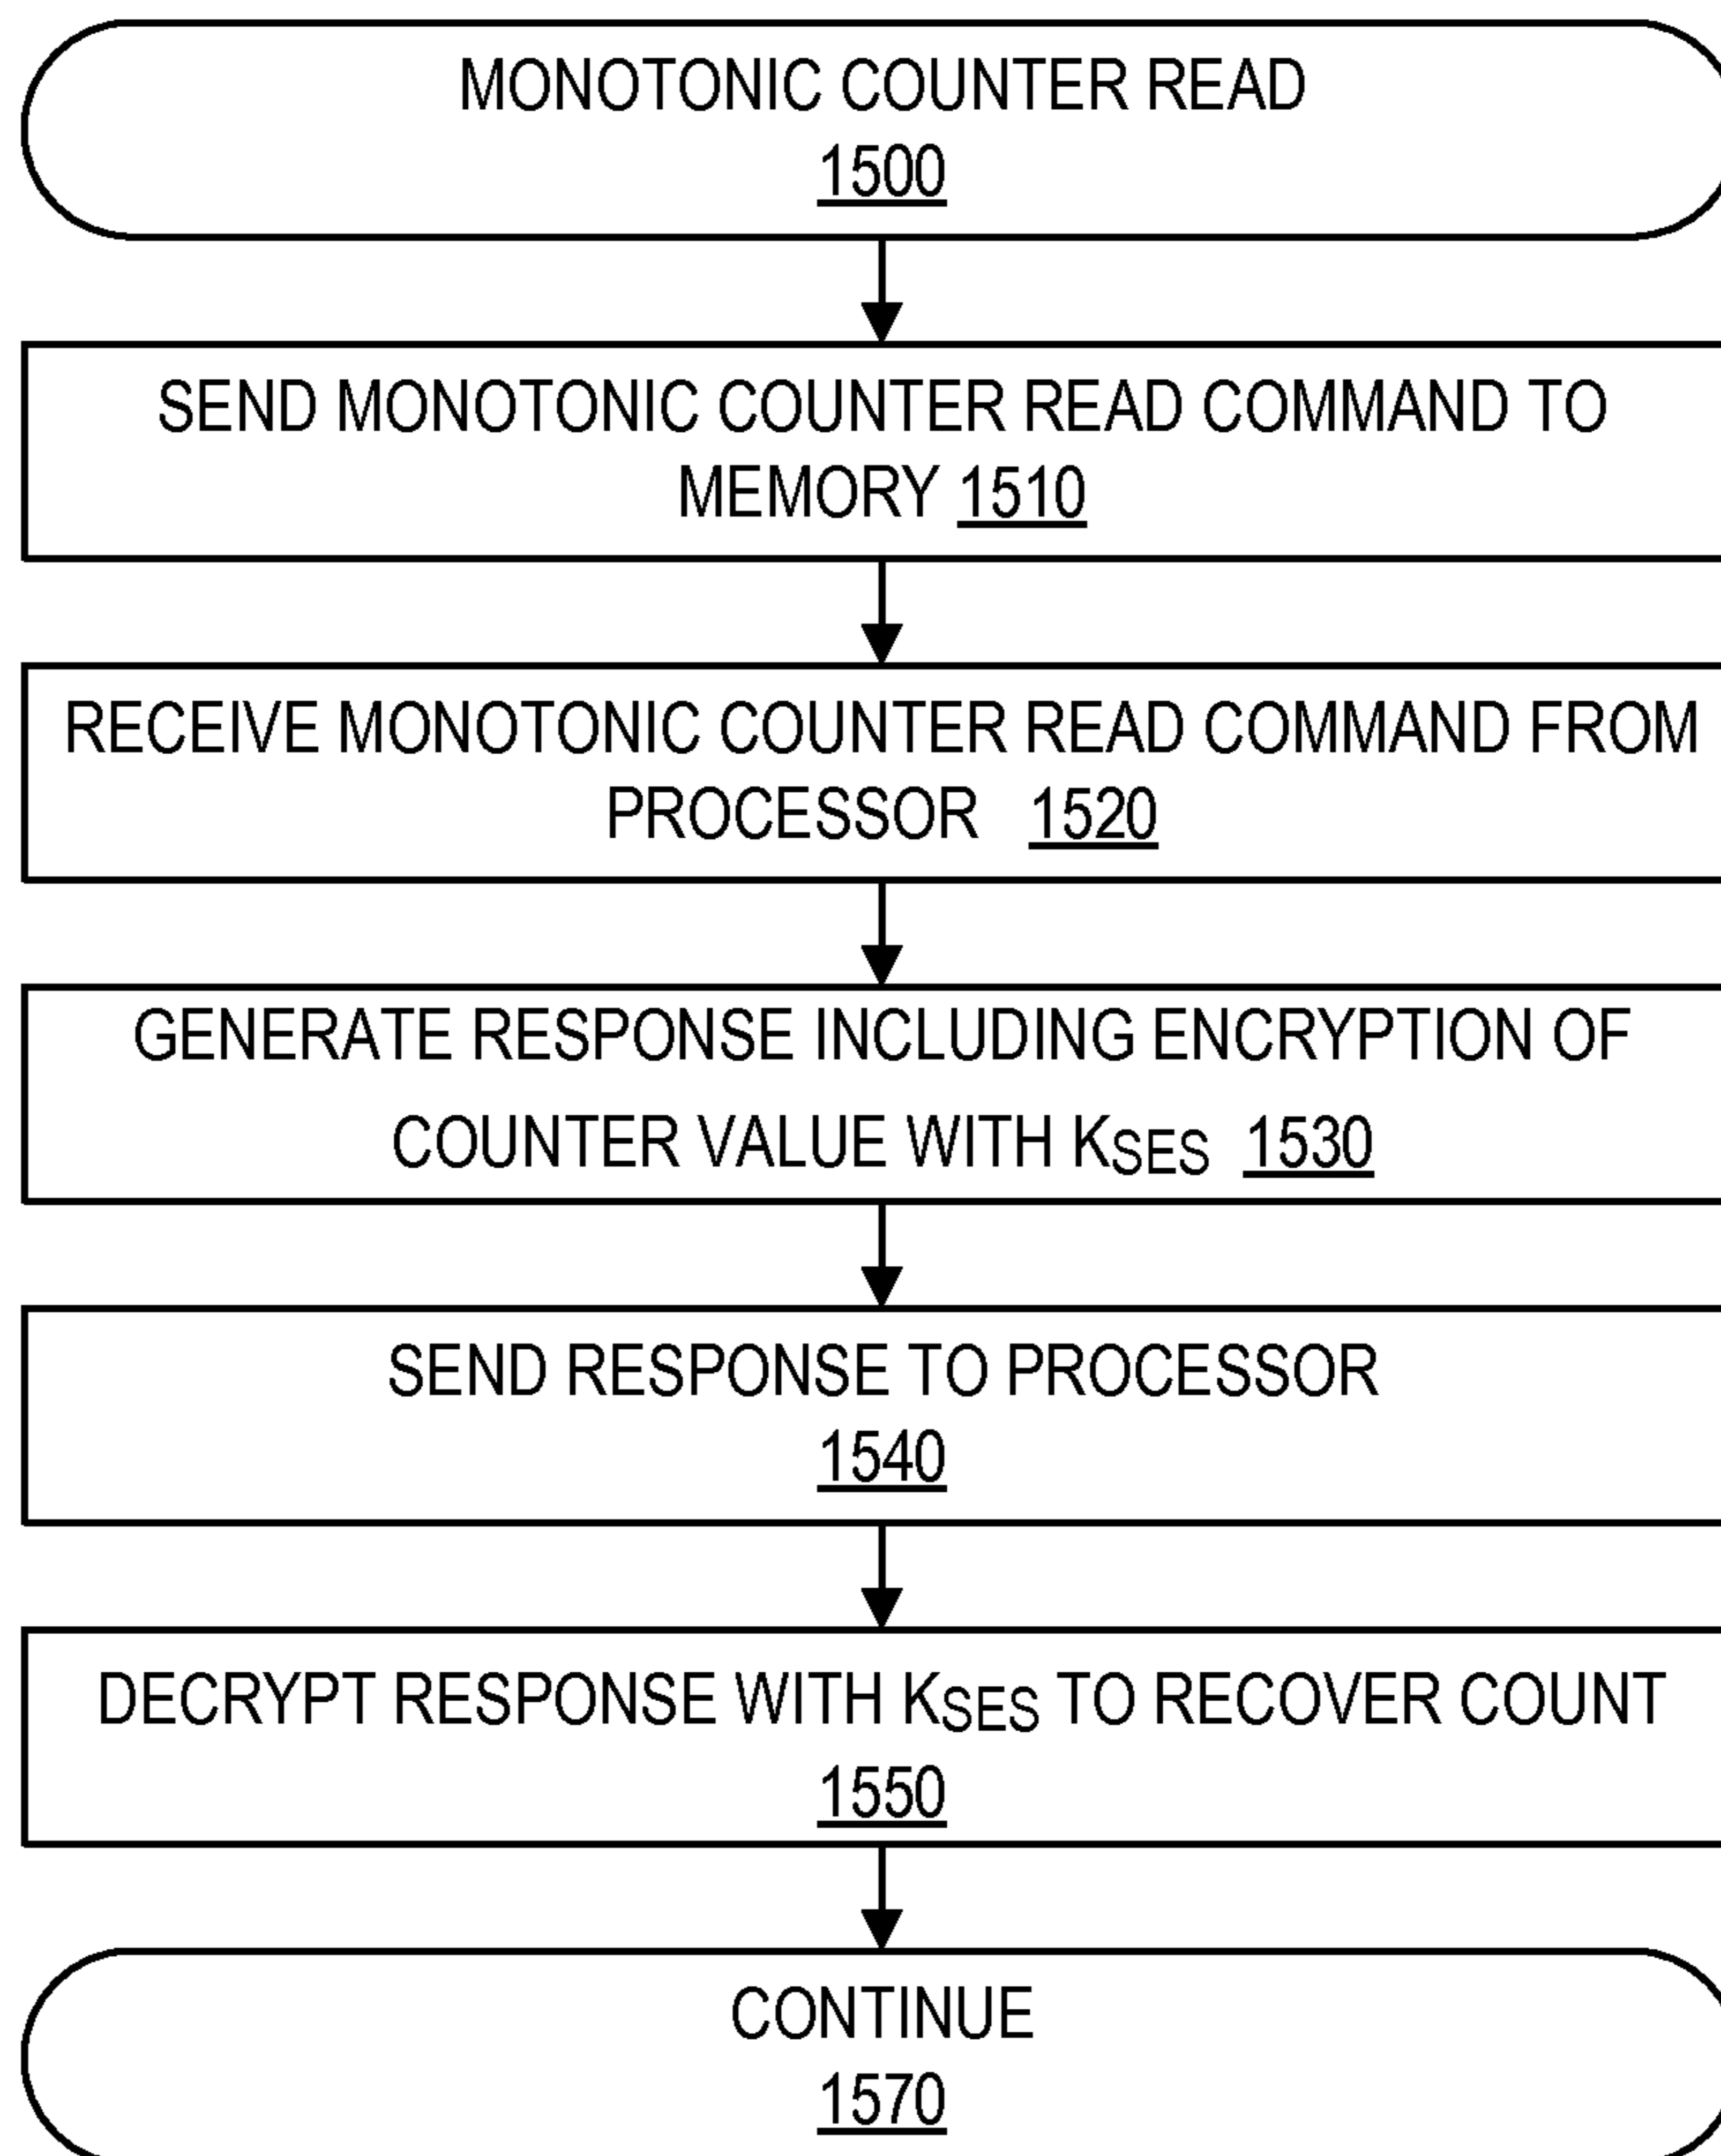 MONOTONIC COUNTER READ
1500
SEND MONOTONIC COUNTER READ COMMAND TO
MEMORY 1510
RECEIVE MONOTONIC COUNTER READ COMMAND FROM
PROCESSOR 1520
GENERATE RESPONSE INCLUDING ENCRYPTION OF
COUNTER VALUE WITH KSES 1530
SEND RESPONSE TO PROCESSOR
1540
DECRYPT RESPONSE WITH KSES TO RECOVER COUNT
1550
CONTINUE
1570